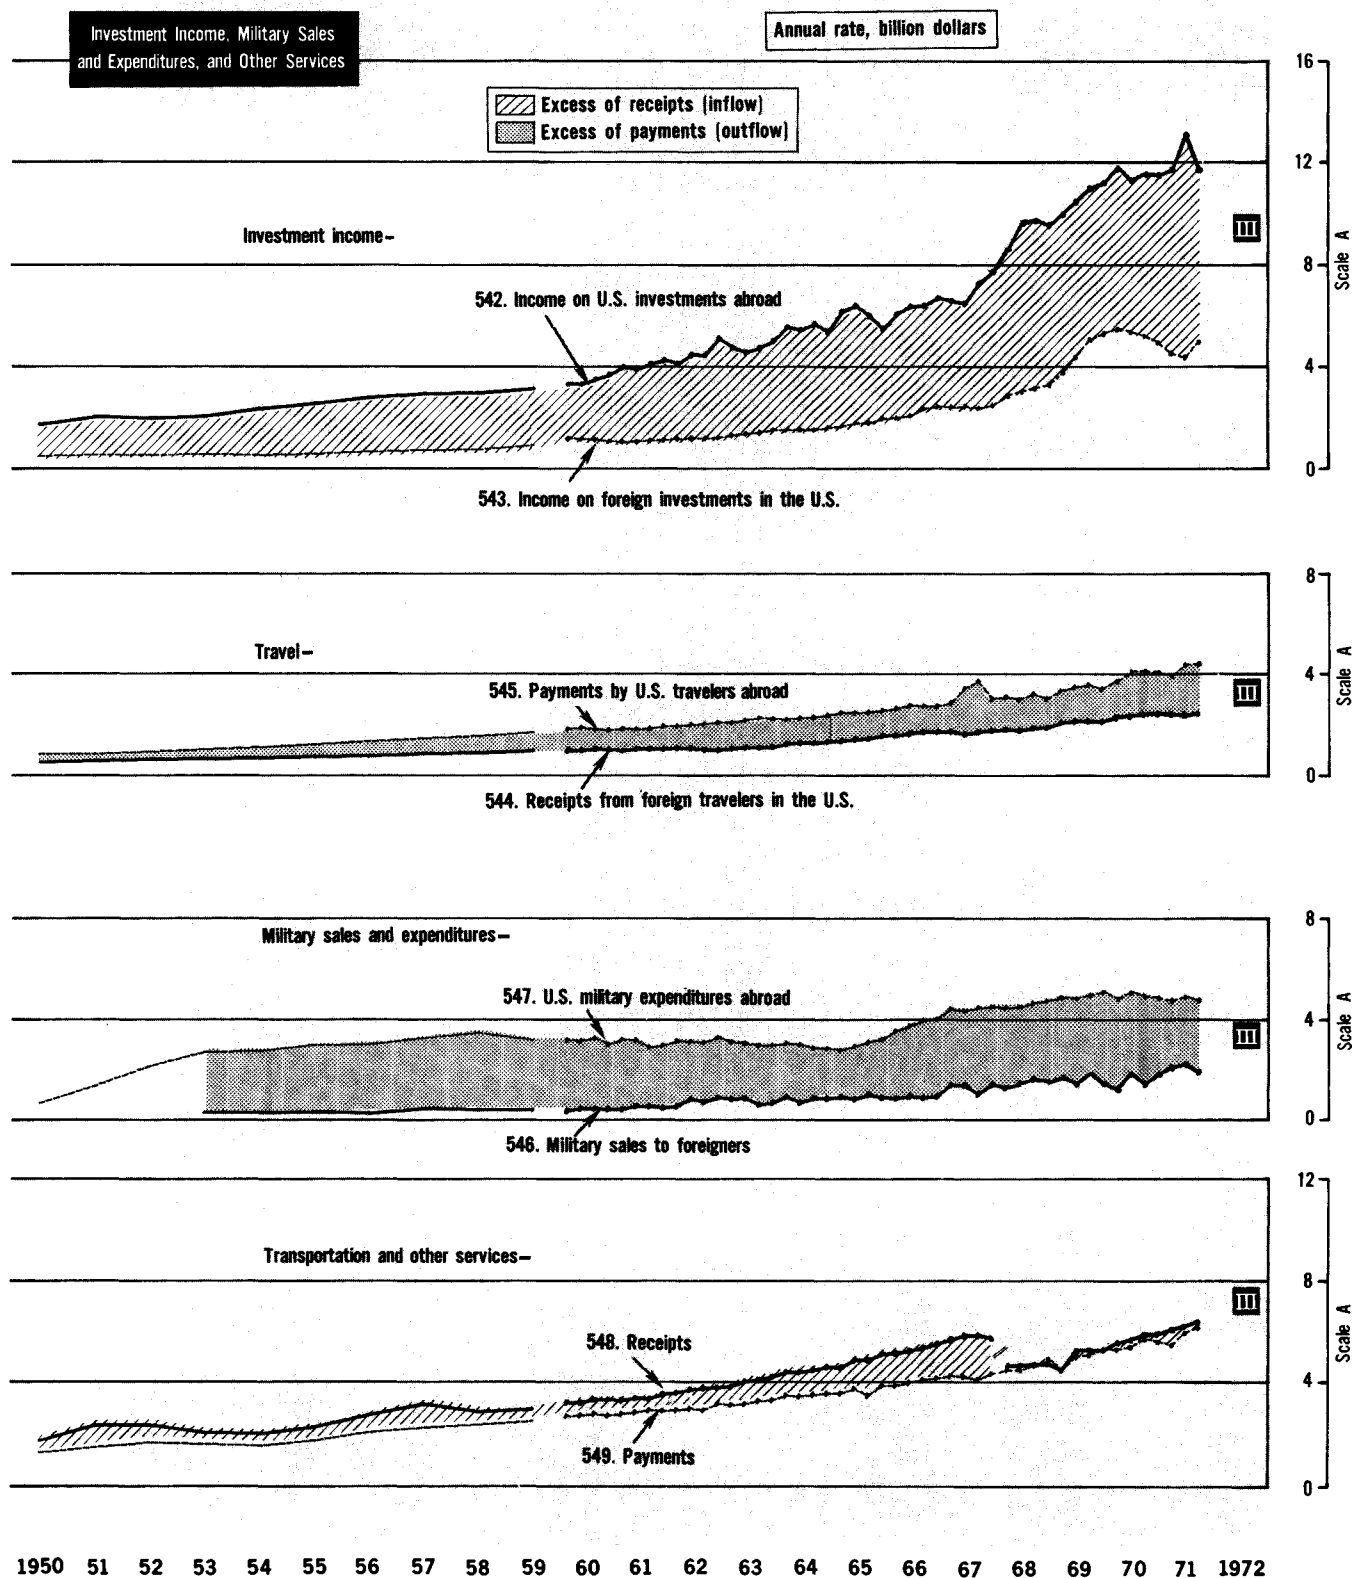 Investment Income, Military Sales
and Expenditures, and Other Services
Annual rate, billion dollars
Excess of receipts (inflow)
Excess of payments (outflow)
16
12
8
4
0
Scale A
III
Investment income–
542. Income on U.S. investments abroad
543. Income on foreign investments in the U.S.
8
4
0
Scale A
III
Travel–
545. Payments by U.S. travelers abroad
544. Receipts from foreign travelers in the U.S.
8
4
0
Scale A
III
Military sales and expenditures–
547. U.S. military expenditures abroad
546. Military sales to foreigners
12
8
4
0
Scale A
III
Transportation and other services–
548. Receipts
549. Payments
1950 51 52 53 54 55 56 57 58 59 60 61 62 63 64 65 66 67 68 69 70 71 1972